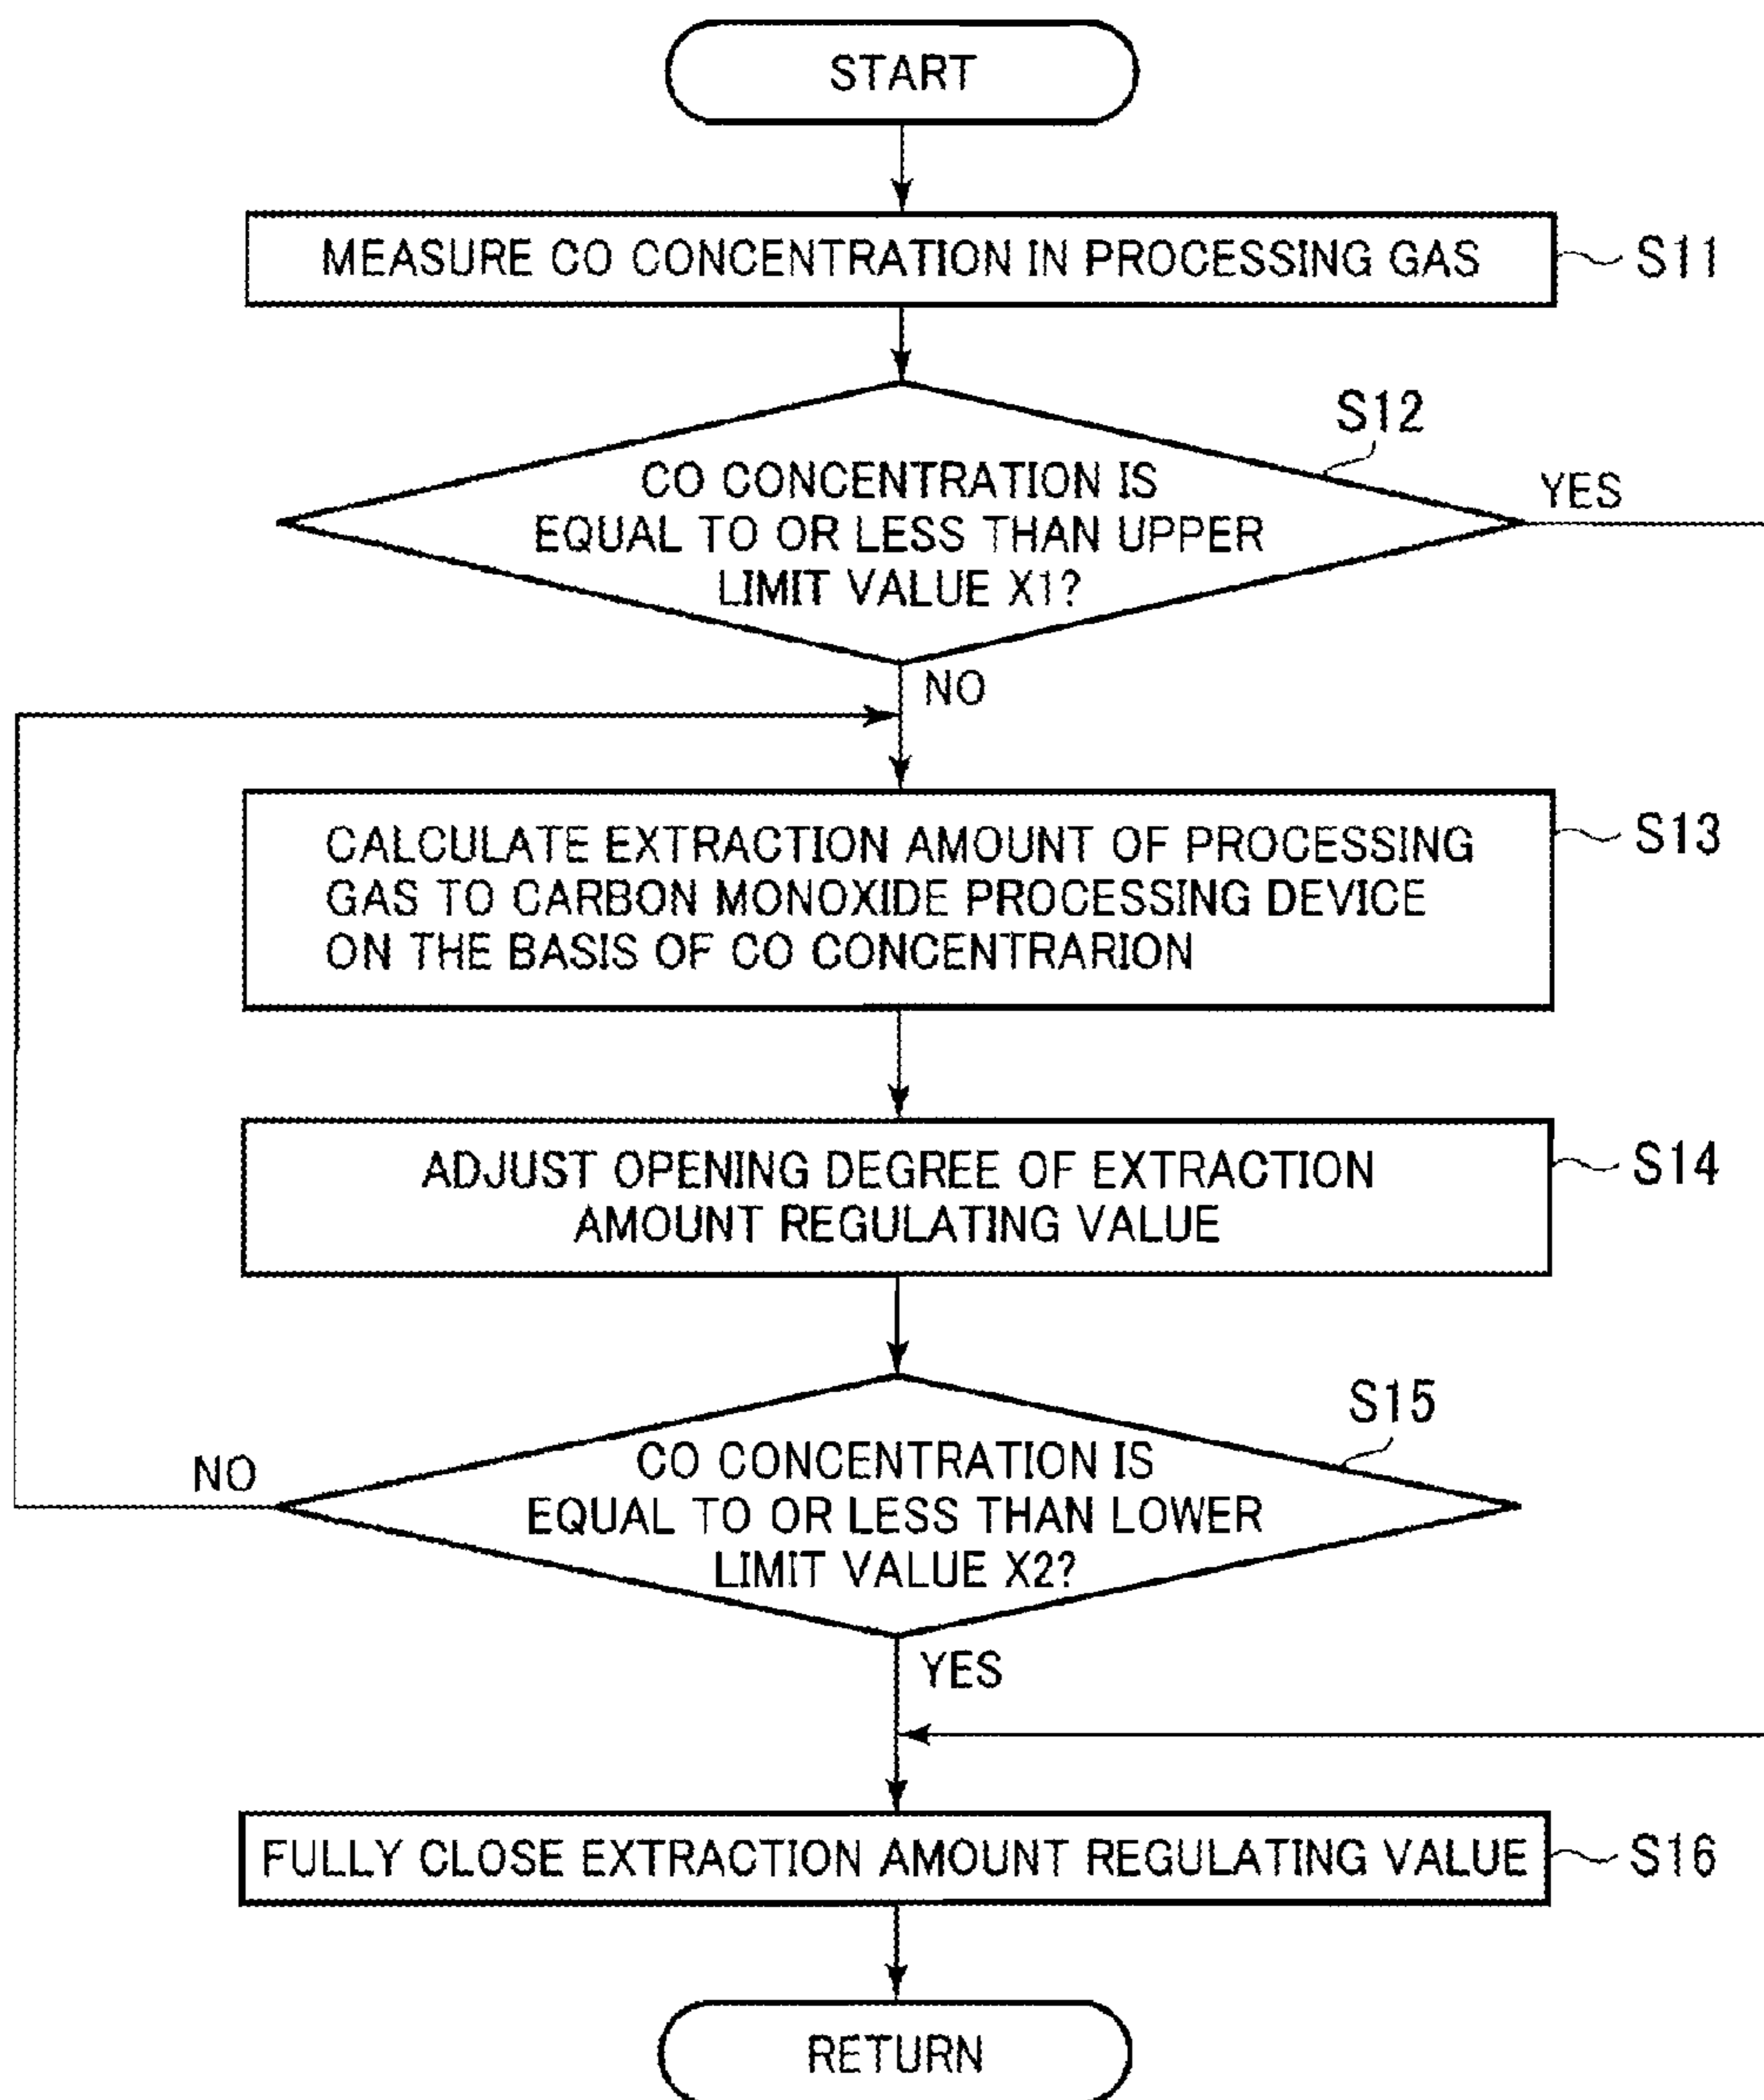 START
MEASURE CO CONCENTRATION IN PROCESSING GAS
S11
S12
CO CONCENTRATION IS
EQUAL TO OR LESS THAN UPPER
LIMIT VALUE X1?
YES
NO
CALCULATE EXTRACTION AMOUNT OF PROCESSING
GAS TO CARBON MONOXIDE PROCESSING DEVICE
ON THE BASIS OF CO CONCENTRARION
S13
ADJUST OPENING DEGREE OF EXTRACTION
AMOUNT REGULATING VALUE
S14
S15
CO CONCENTRATION IS
EQUAL TO OR LESS THAN LOWER
LIMIT VALUE X2?
NO
YES
FULLY CLOSE EXTRACTION AMOUNT REGULATING VALUE
S16
RETURN